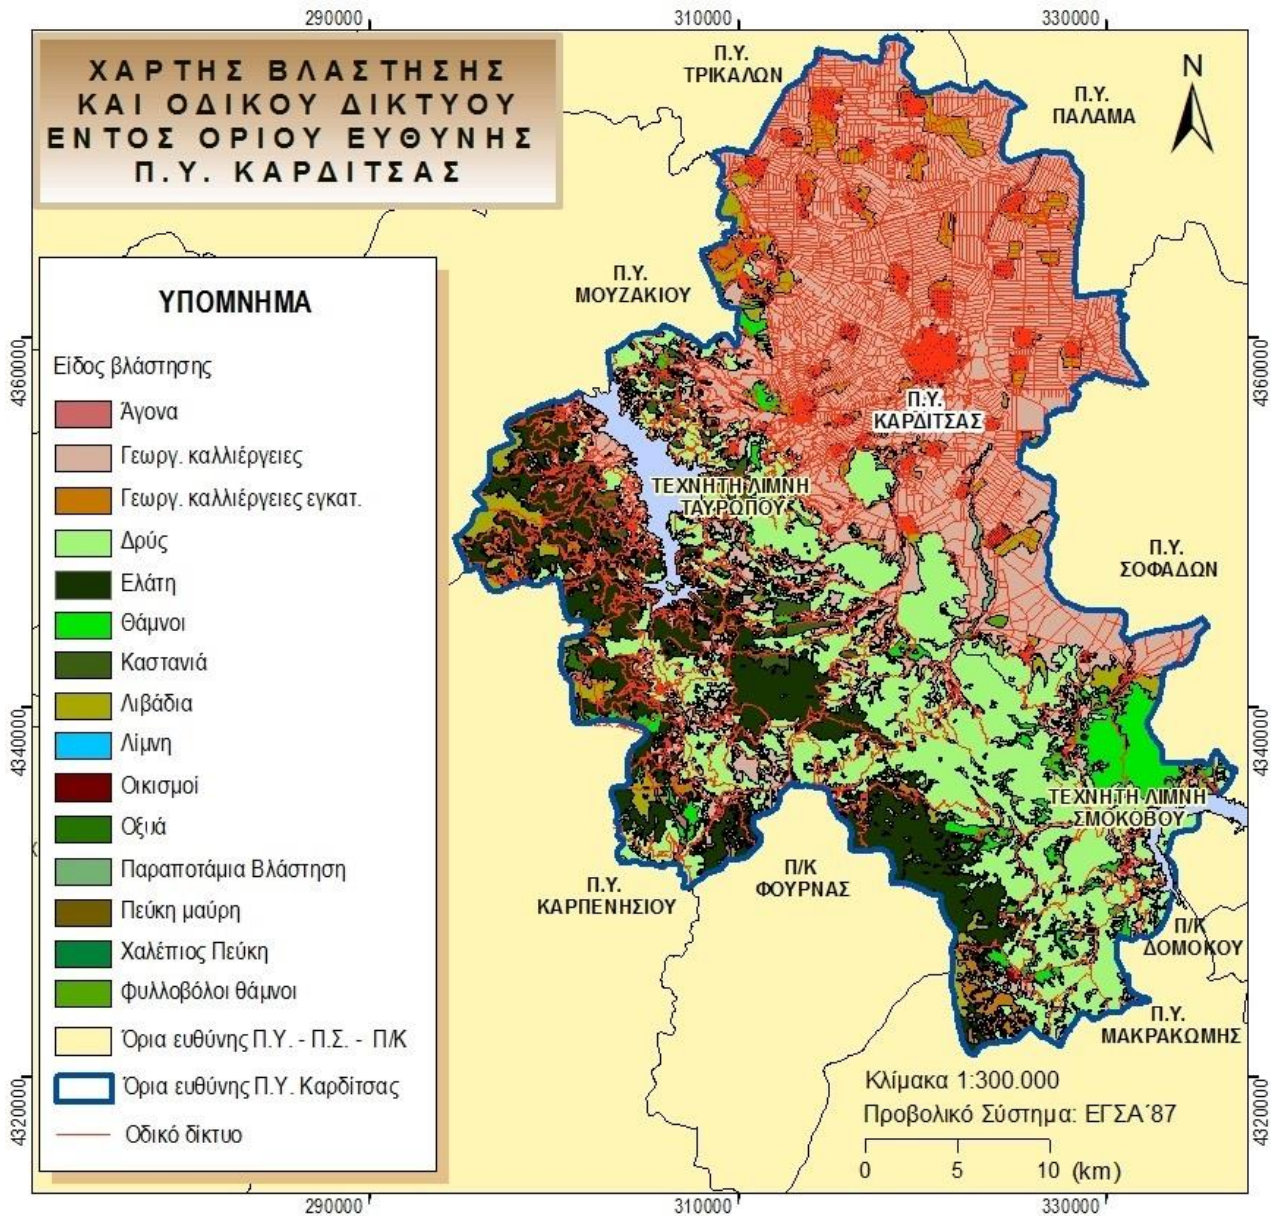 290000
310000
330000
ΧΑΡΤΗΣ ΒΛΑΣΤΗΣΗΣ
ΚΑΙ ΟΔΙΚΟΥ ΔΙΚΤΥΟΥ
ΕΝΤΟΣ ΟΡΙΟΥ ΕΥΘΥΝΗΣ
Π.Υ. ΚΑΡΔΙΤΣΑΣ
Π.Υ.
ΤΡΙΚΑΛΩΝ
Π.Υ.
ΠΑΛΑΜΑ
N
Π.Υ.
ΜΟΥΖΑΚΙΟΥ
Π.Υ.
ΚΑΡΔΙΤΣΑΣ
ΤΕΧΝΗΤΗ ΛΙΜΝΗ
ΤΑΥΡΩΠΟΥ
Π.Υ.
ΣΟΦΑΔΩΝ
ΤΕΧΝΗΤΗ ΛΙΜΝΗ
ΣΜΟΚΟΒΟΥ
Π.Υ.
ΚΑΡΠΕΝΗΣΙΟΥ
Π/Κ
ΦΟΥΡΝΑΣ
Π/Κ
ΔΟΜΟΚΟΥ
Π.Υ.
ΜΑΚΡΑΚΩΜΗΣ
ΥΠΟΜΝΗΜΑ
Είδος βλάστησης
Άγονα
Γεωργ. καλλιέργειες
Γεωργ. καλλιέργειες εγκατ.
Δρύς
Ελάτη
Θάμνοι
Καστανιά
Λιβάδια
Λίμνη
Οικισμοί
Οξυά
Παραποτάμια Βλάστηση
Πεύκη μαύρη
Χαλέπιος Πεύκη
Φυλλοβόλοι θάμνοι
Όρια ευθύνης Π.Υ. - Π.Σ. - Π/Κ
Όρια ευθύνης Π.Υ. Καρδίτσας
Οδικό δίκτυο
Κλίμακα 1:300.000
Προβολικό Σύστημα: ΕΓΣΑ΄87
0 5 10 (km)
4360000
4340000
4320000
4360000
4340000
4320000
290000
310000
330000